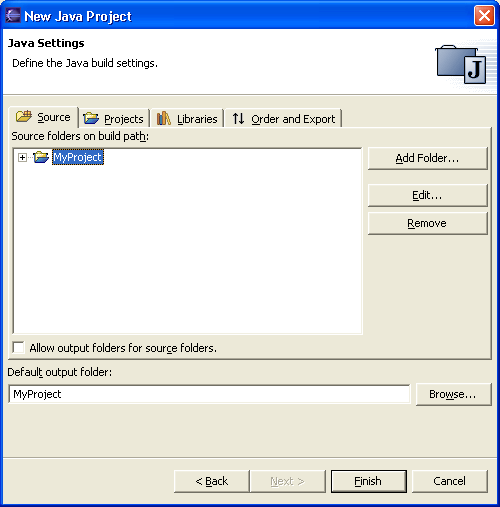 New Java Project
Java Settings
Define the Java build settings.
J
Source Projects Libraries Order and Export
Source folders on build path:
MyProject
Add Folder...
Edit...
Remove
Allow output folders for source folders.
Default output folder:
MyProject
Browse...
< Back Next > Finish Cancel